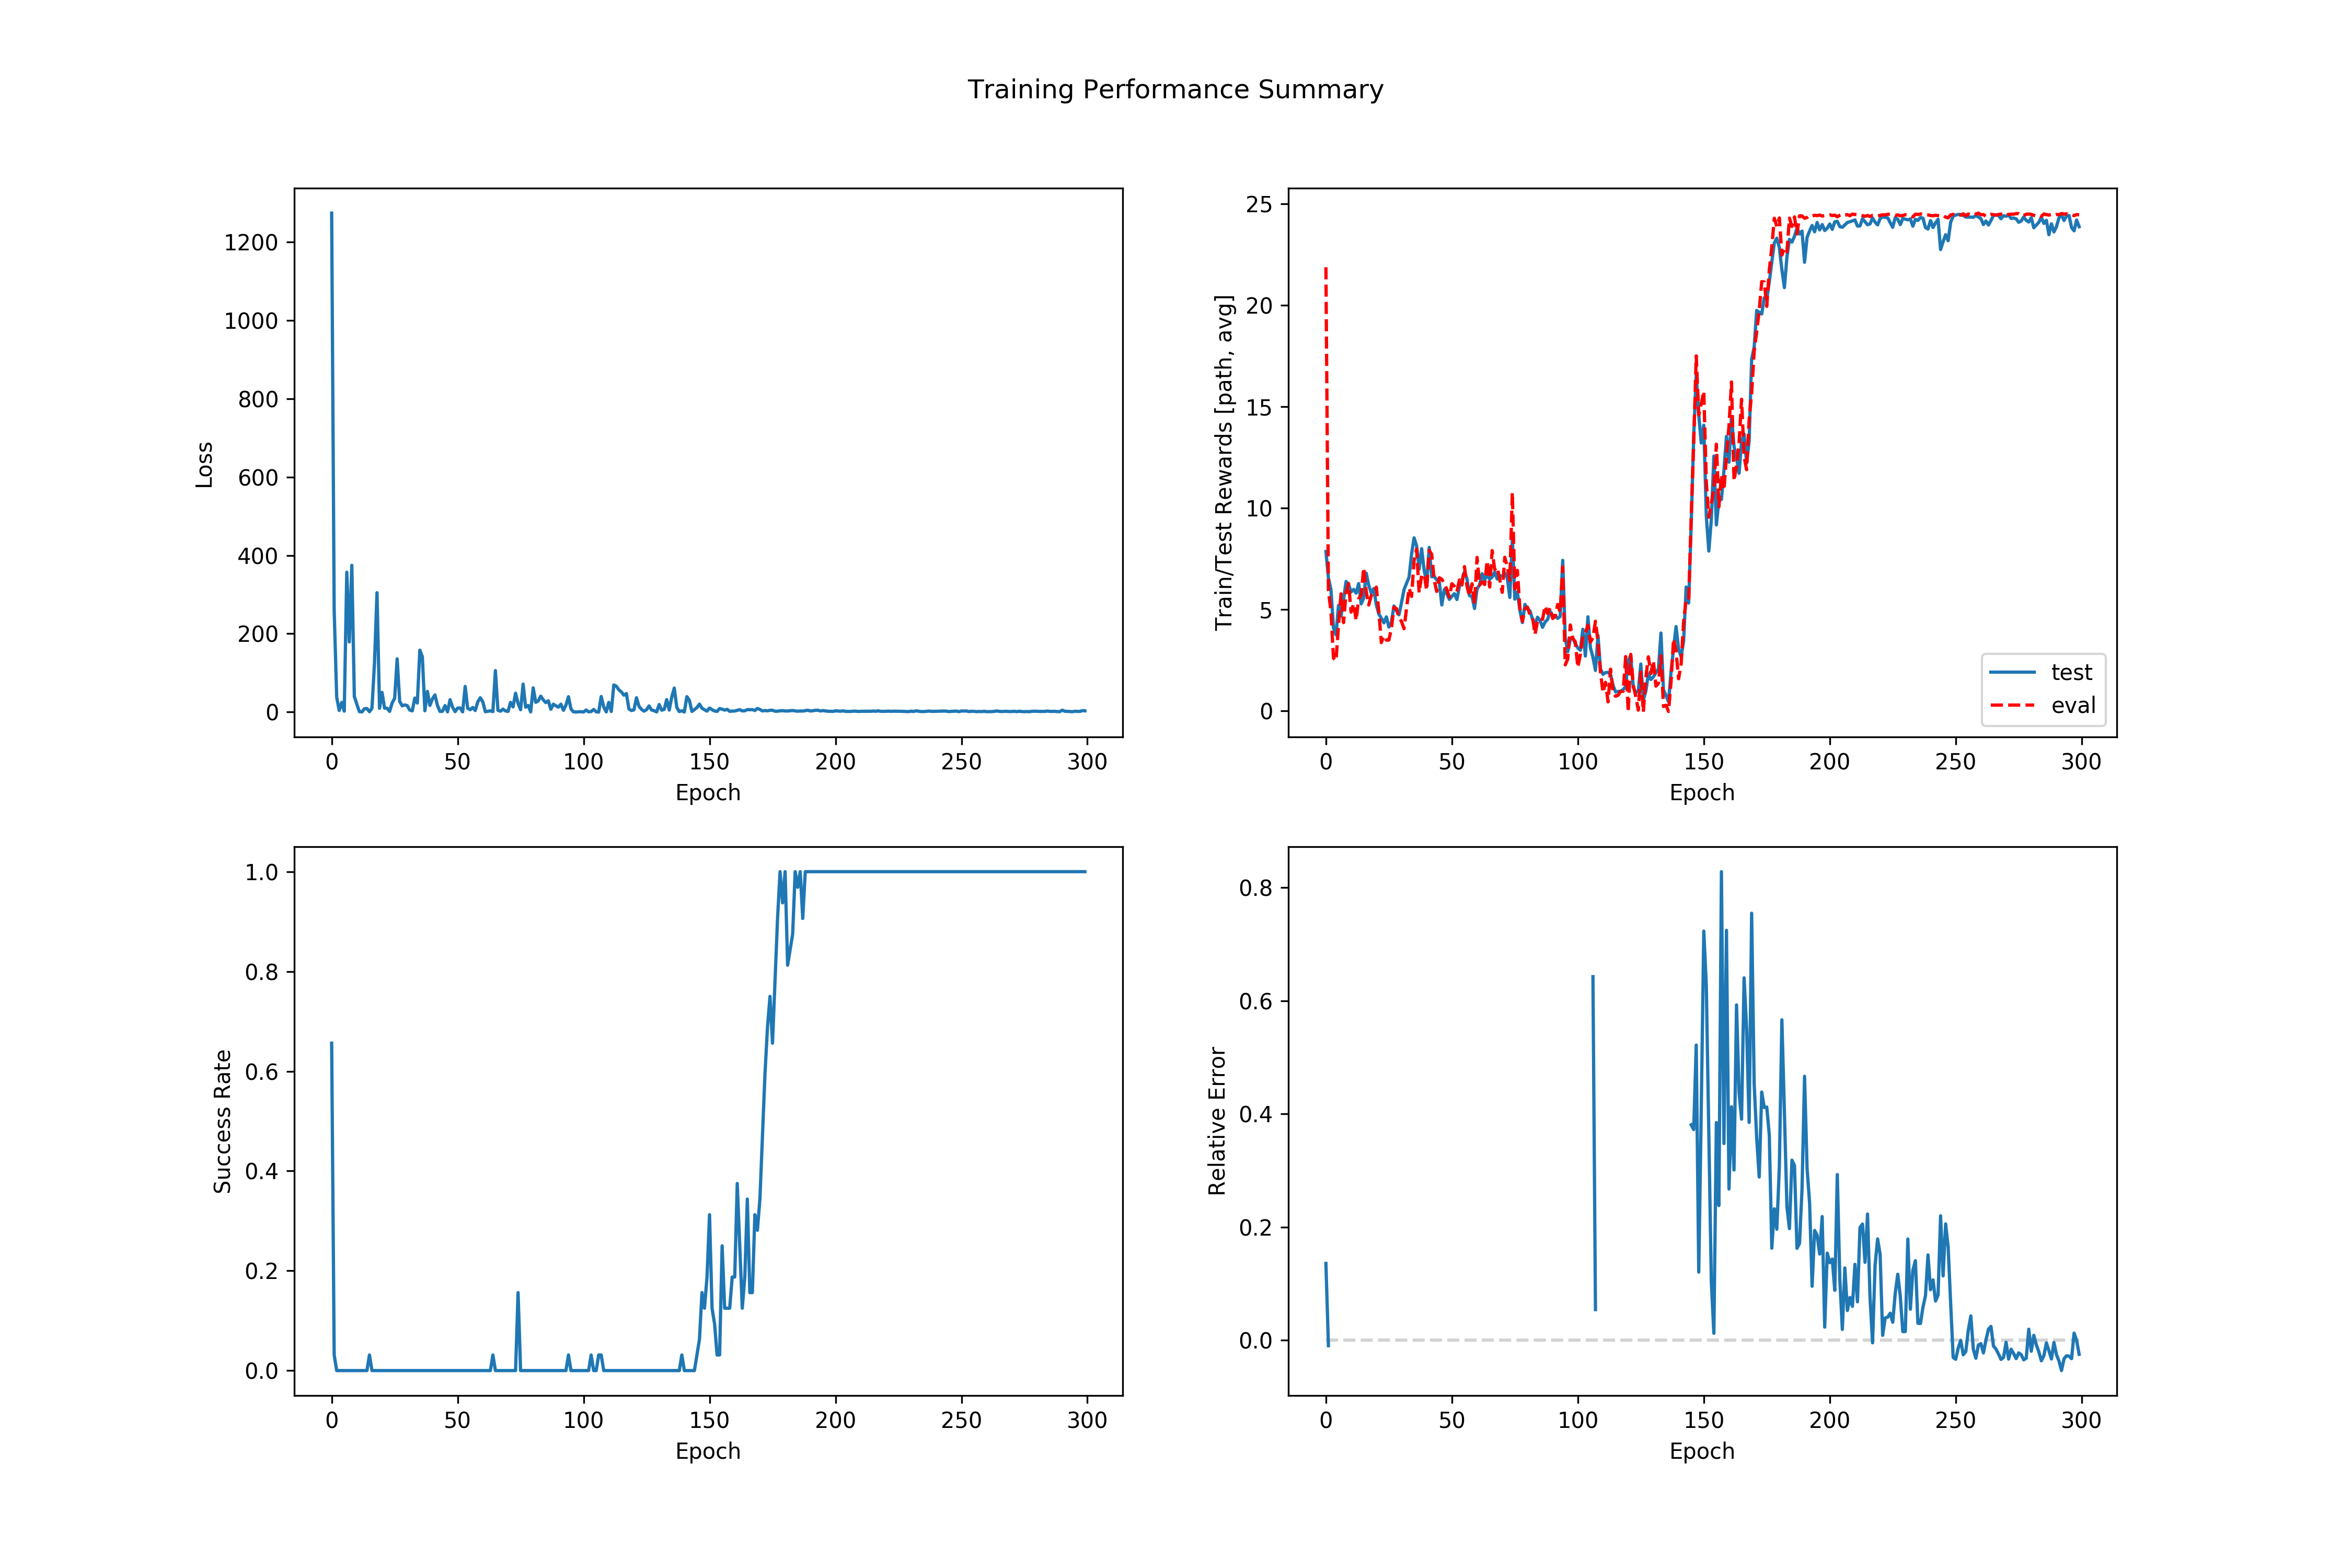 Training Performance Summary
1200
1000
800
600
400
200
0
Loss
0 50 100 150 200 250 300
Epoch
25
20
15
10
5
0
Train/Test Rewards [path, avg]
test
eval
0 50 100 150 200 250 300
Epoch
1.0
0.8
0.6
0.4
0.2
0.0
Success Rate
0 50 100 150 200 250 300
Epoch
0.8
0.6
0.4
0.2
0.0
Relative Error
0 50 100 150 200 250 300
Epoch